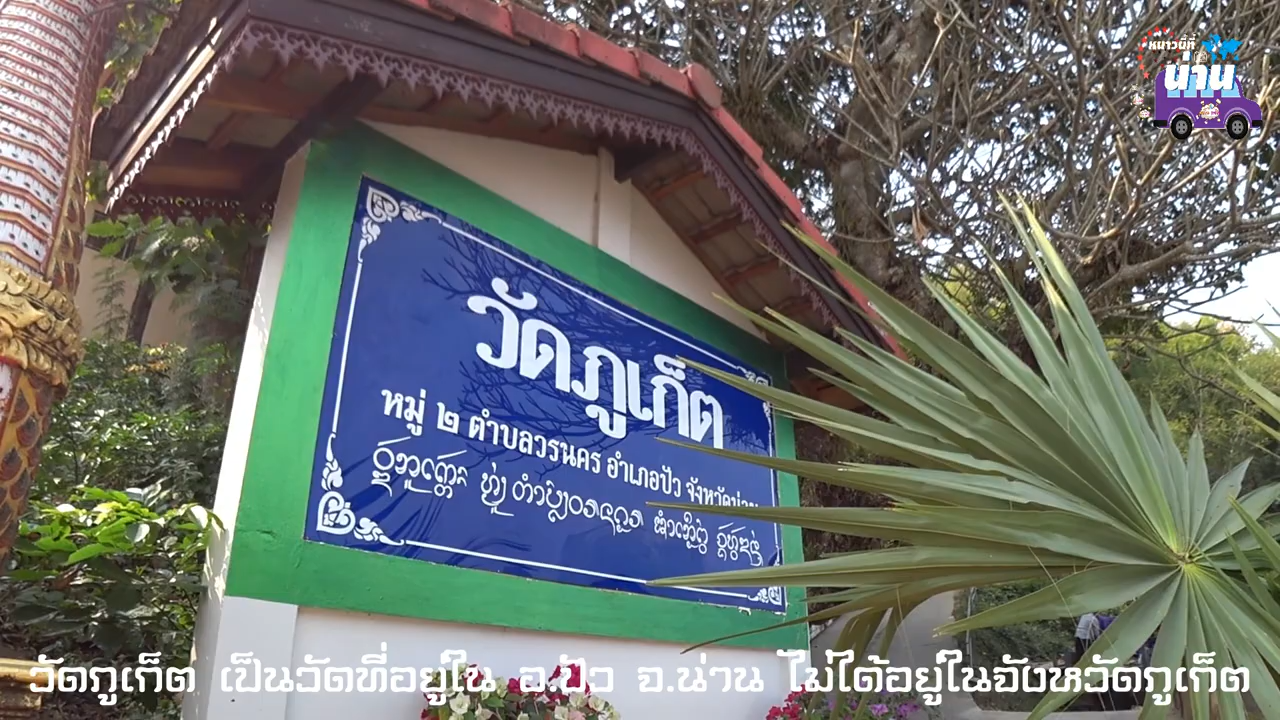 หนาวนี้ที่
น่าน
วัดภูเก็ต
หมู่ ๒ ตำบลวรนคร อำเภอปัว จังหวัดน่าน
วัดภูเก็ต เป็นวัดที่อยู่ใน อ.ปัว จ.น่าน ไม่ได้อยู่ในจังหวัดภูเก็ต